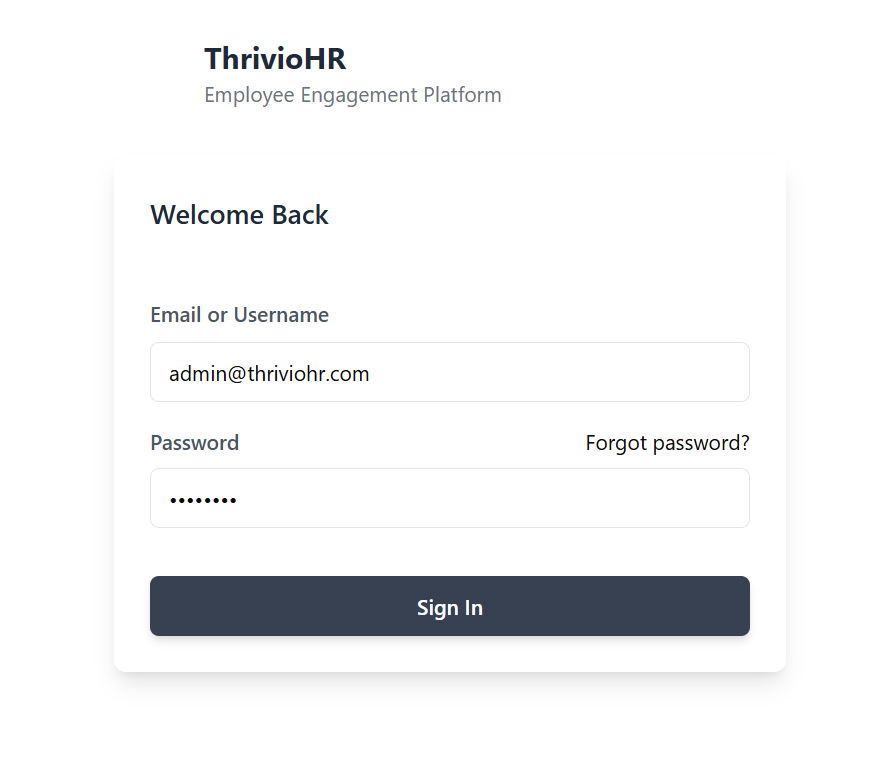 ThrivioHR
Employee Engagement Platform
Welcome Back
Email or Username
admin@thriviohr.com
Password
Forgot password?
••••••••
Sign In